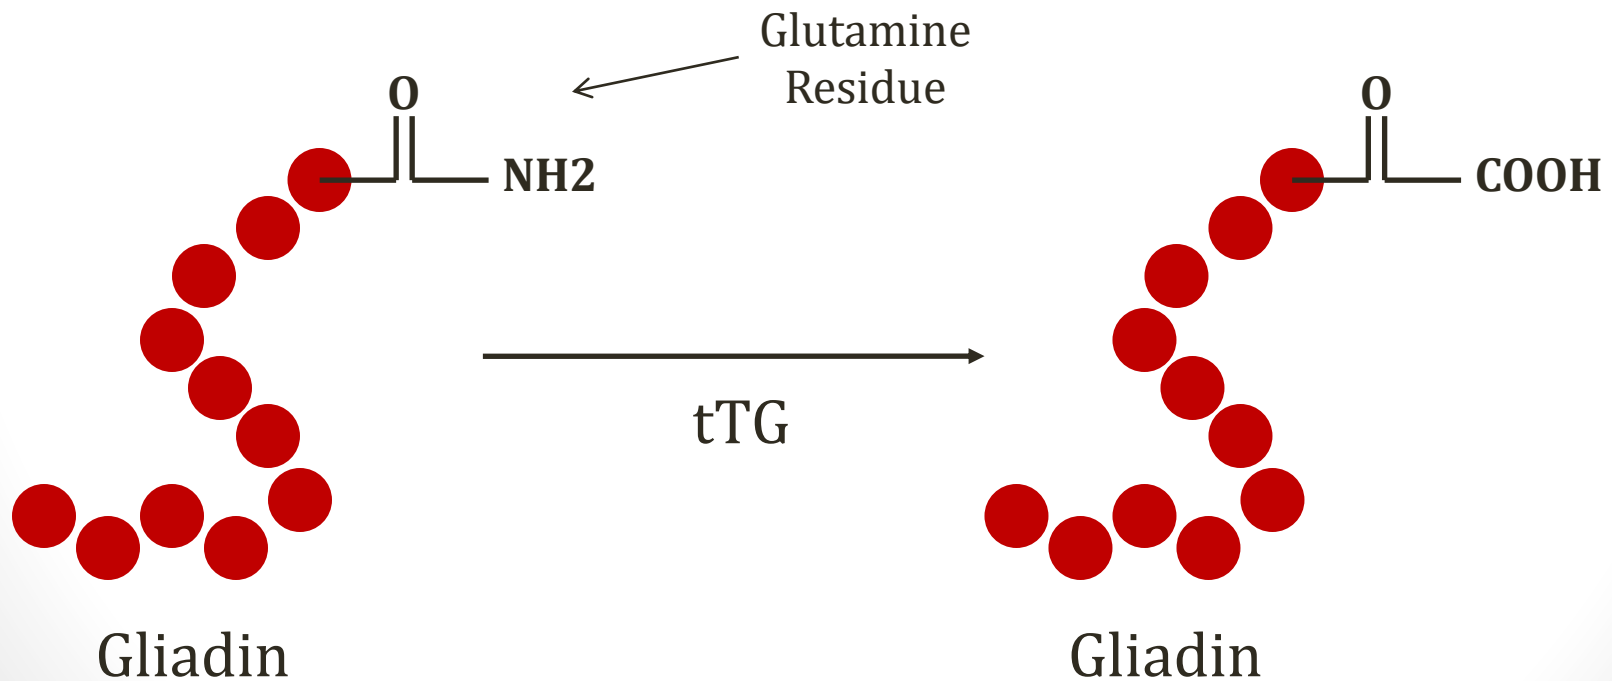 Glutamine
Residue
O
NH2
O
COOH
tTG
Gliadin
Gliadin